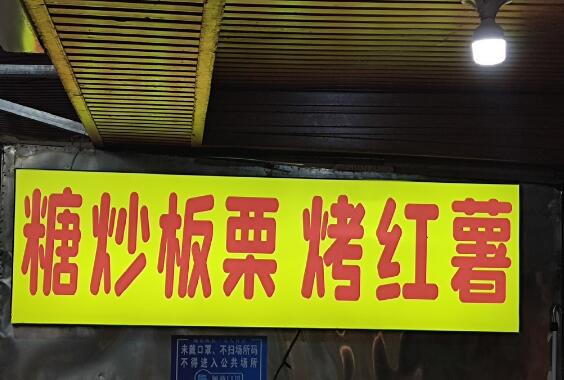 糖炒板栗 烤红薯
未戴口罩、不扫场所码
不得进入公共场所